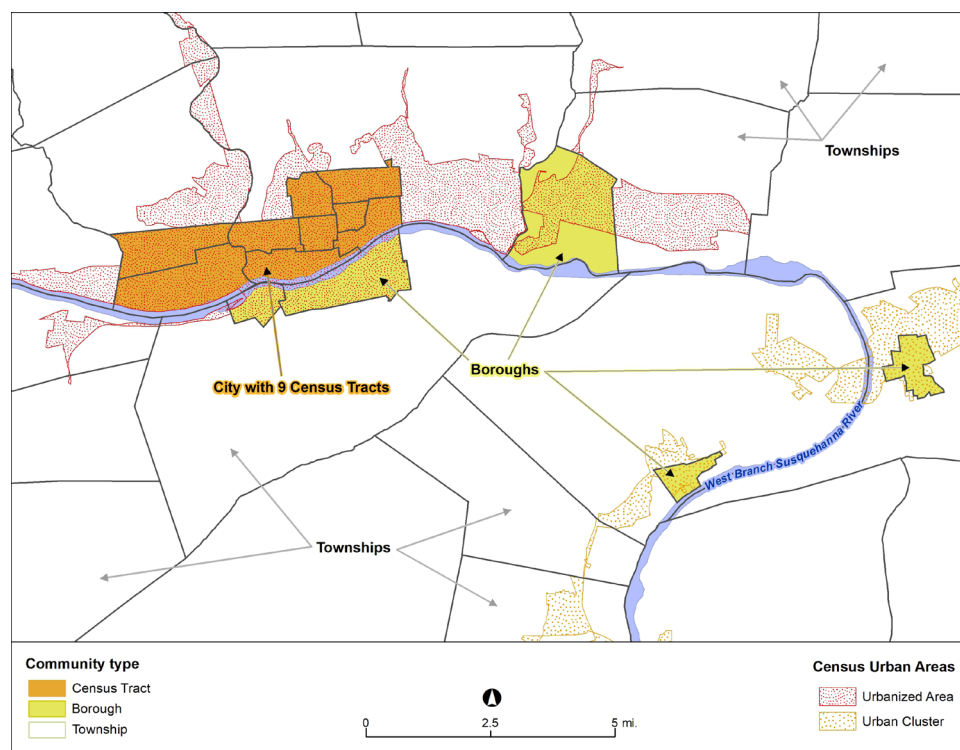 Townships
City with 9 Census Tracts
Boroughs
West Branch Susquehanna River
Townships
Community type
Census Tract
Borough
Township
0
2.5
5 mi.
Census Urban Areas
Urbanized Area
Urban Cluster